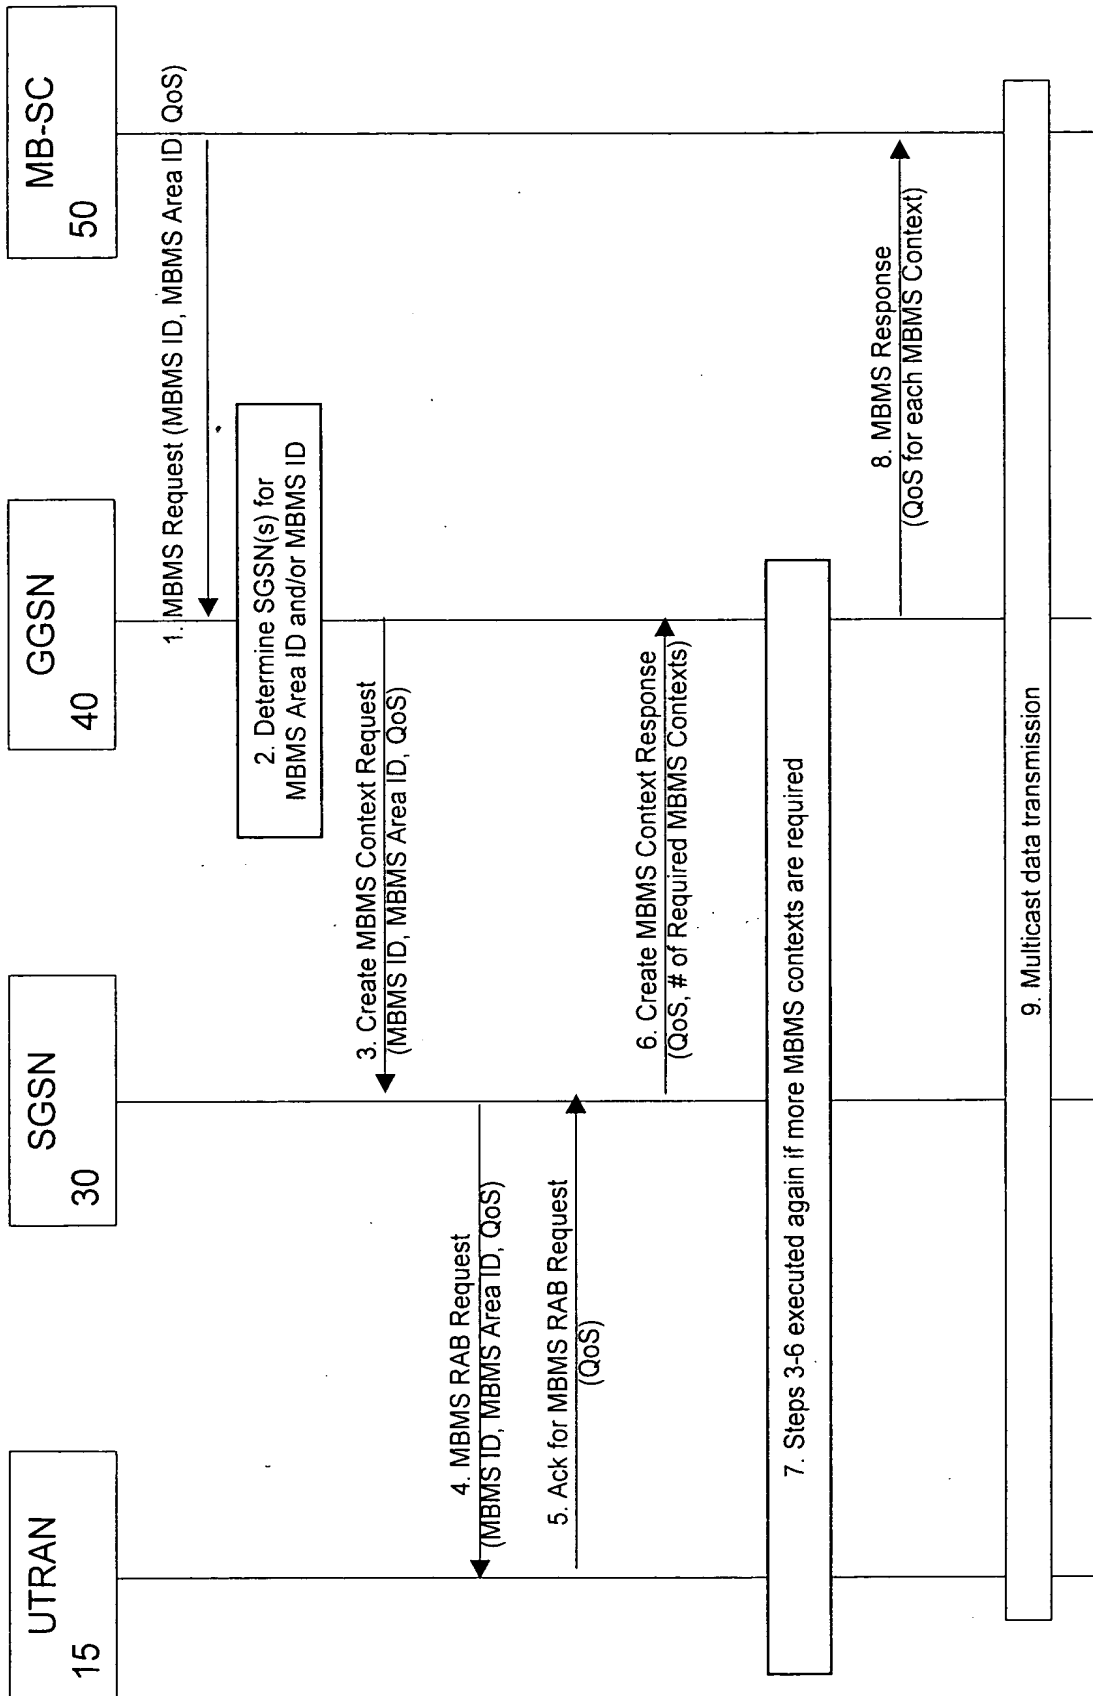 UTRAN
15
SGSN
30
GGSN
40
MB-SC
50
1. MBMS Request (MBMS ID, MBMS Area ID, QoS)
2. Determine SGSN(s) for
MBMS Area ID and/or MBMS ID
3. Create MBMS Context Request
(MBMS ID, MBMS Area ID, QoS)
4. MBMS RAB Request
(MBMS ID, MBMS Area ID, QoS)
5. Ack for MBMS RAB Request
(QoS)
6. Create MBMS Context Response
(QoS, # of Required MBMS Contexts)
7. Steps 3-6 executed again if more MBMS contexts are required
8. MBMS Response
(QoS for each MBMS Context)
9. Multicast data transmission